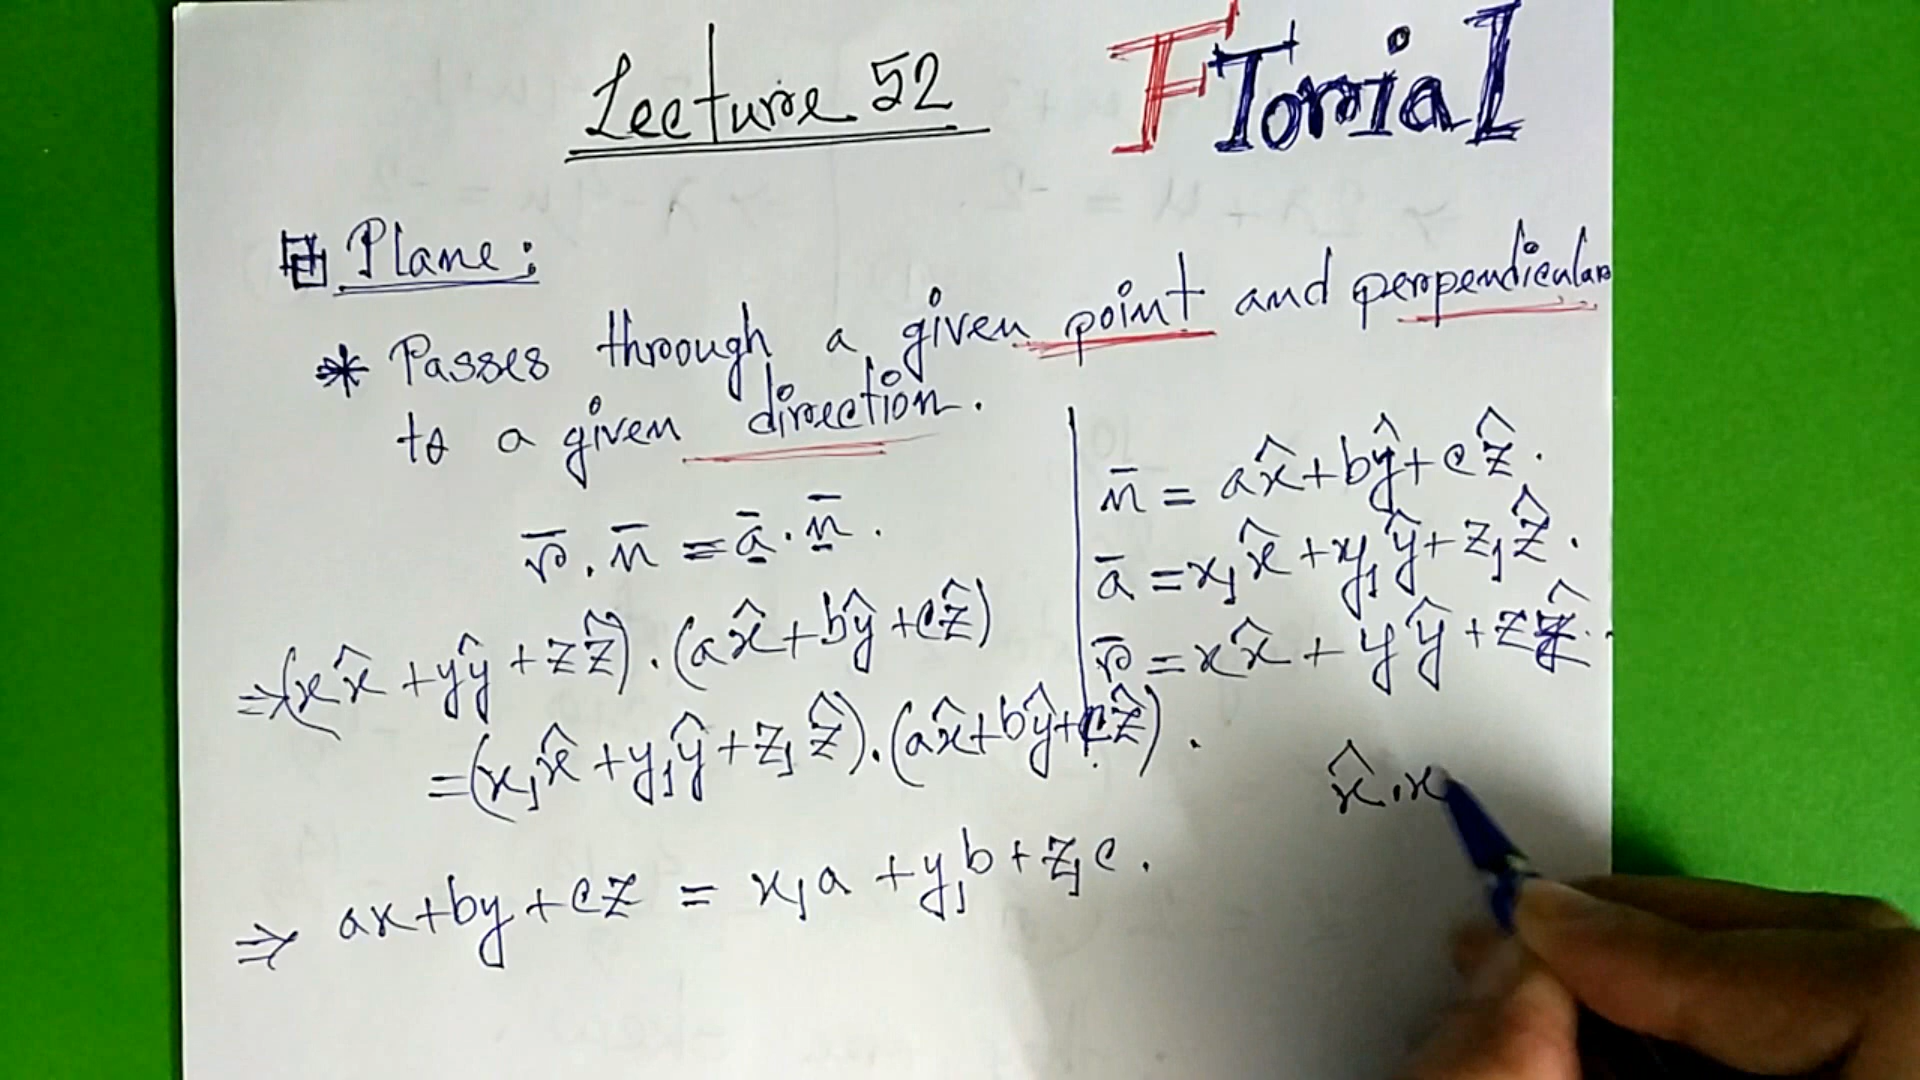 Lecture 52
FTorial
Plane:
* Passes through a given point and perpendicular
to a given direction.
r̅ . n̅ = a̅ . n̅ .
⇒ (xx̂ + yŷ + zẑ) . (ax̂ + bŷ + cẑ)
= (x₁x̂ + y₁ŷ + z₁ẑ) . (ax̂ + bŷ + cẑ) .
⇒ ax + by + cz = x₁a + y₁b + z₁c .
n̅ = ax̂ + bŷ + cẑ .
a̅ = x₁x̂ + y₁ŷ + z₁ẑ .
r̅ = xx̂ + yŷ + zẑ .
x̂ . x